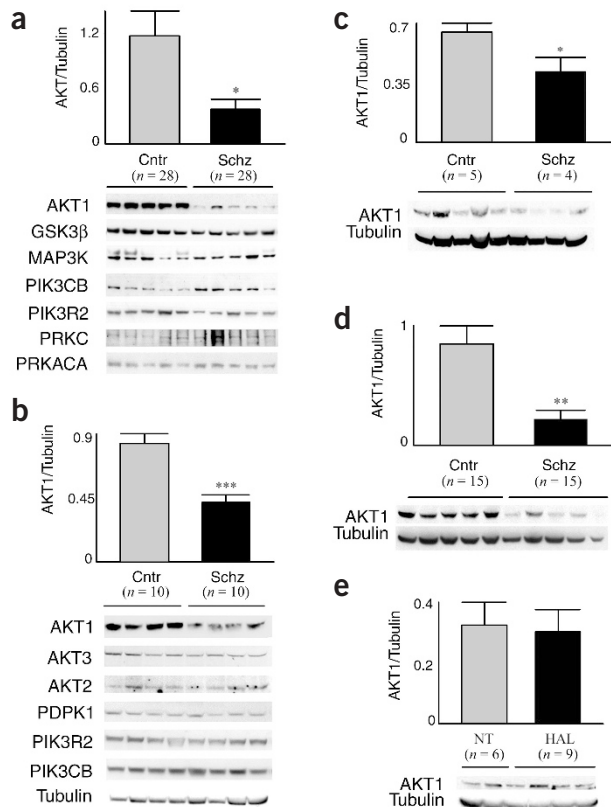 a
AKT/Tubulin
1.2
0.6
0
*
Cntr
(n = 28)
Schz
(n = 28)
AKT1
GSK3β
MAP3K
PIK3CB
PIK3R2
PRKC
PRKACA
b
AKT1/Tubulin
0.9
0.45
0
***
Cntr
(n = 10)
Schz
(n = 10)
AKT1
AKT3
AKT2
PDPK1
PIK3R2
PIK3CB
Tubulin
c
AKT1/Tubulin
0.7
0.35
0
*
Cntr
(n = 5)
Schz
(n = 4)
AKT1
Tubulin
d
AKT1/Tubulin
1
0
**
Cntr
(n = 15)
Schz
(n = 15)
AKT1
Tubulin
e
AKT1/Tubulin
0.4
0.2
0
NT
(n = 6)
HAL
(n = 9)
AKT1
Tubulin